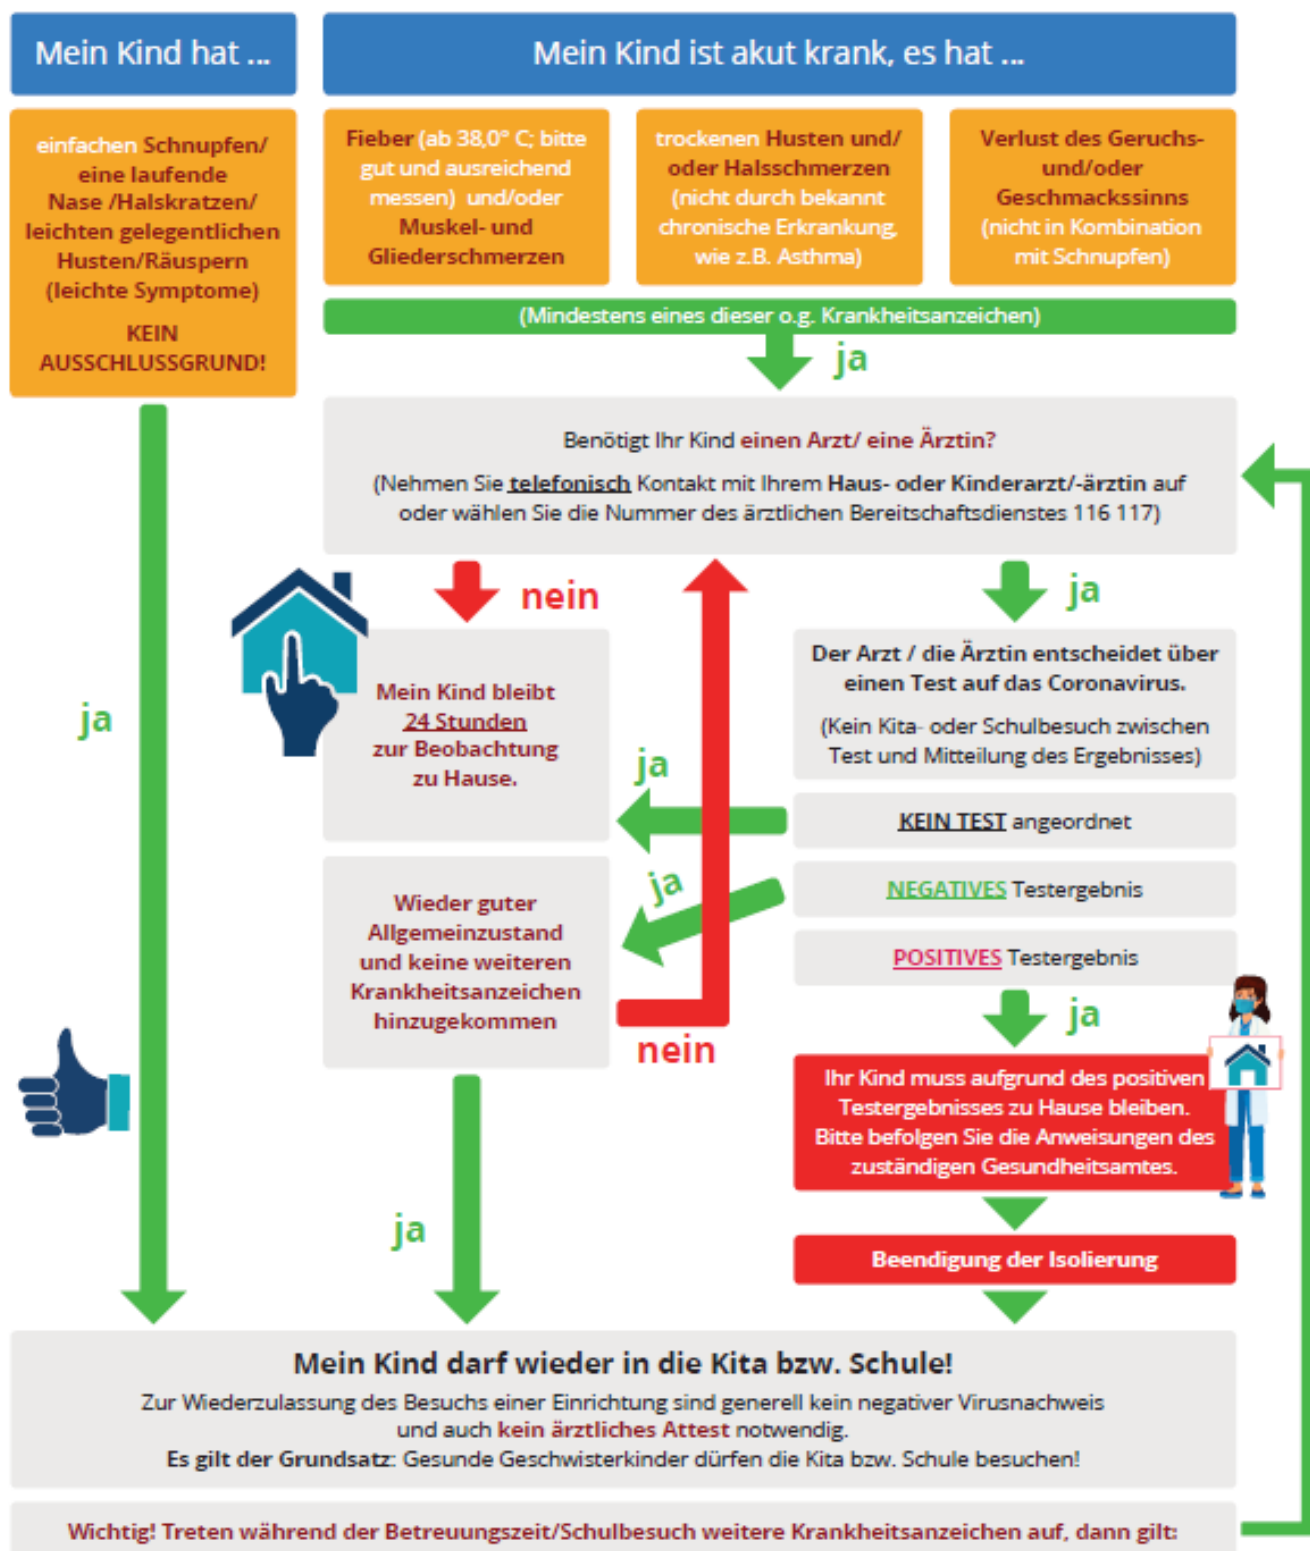 Mein Kind hat ...
Mein Kind ist akut krank, es hat ...
einfachen Schnupfen/
eine laufende
Nase /Halskratzen/
leichten gelegentlichen
Husten/Räuspern
(leichte Symptome)
KEIN
AUSSCHLUSSGRUND!
Fieber (ab 38,0° C; bitte
gut und ausreichend
messen) und/oder
Muskel- und
Gliederschmerzen
trockenen Husten und/
oder Halsschmerzen
(nicht durch bekannt
chronische Erkrankung,
wie z.B. Asthma)
Verlust des Geruchs-
und/oder
Geschmackssinns
(nicht in Kombination
mit Schnupfen)
(Mindestens eines dieser o.g. Krankheitsanzeichen)
ja
Benötigt Ihr Kind einen Arzt/ eine Ärztin?
(Nehmen Sie telefonisch Kontakt mit Ihrem Haus- oder Kinderarzt/-ärztin auf
oder wählen Sie die Nummer des ärztlichen Bereitschaftsdienstes 116 117)
nein
ja
Mein Kind bleibt
24 Stunden
zur Beobachtung
zu Hause.
Der Arzt / die Ärztin entscheidet über
einen Test auf das Coronavirus.
(Kein Kita- oder Schulbesuch zwischen
Test und Mitteilung des Ergebnisses)
ja
ja
KEIN TEST angeordnet
ja
NEGATIVES Testergebnis
POSITIVES Testergebnis
Wieder guter
Allgemeinzustand
und keine weiteren
Krankheitsanzeichen
hinzugekommen
nein
ja
Ihr Kind muss aufgrund des positiven
Testergebnisses zu Hause bleiben.
Bitte befolgen Sie die Anweisungen des
zuständigen Gesundheitsamtes.
ja
Beendigung der Isolierung
Mein Kind darf wieder in die Kita bzw. Schule!
Zur Wiederzulassung des Besuchs einer Einrichtung sind generell kein negativer Virusnachweis
und auch kein ärztliches Attest notwendig.
Es gilt der Grundsatz: Gesunde Geschwisterkinder dürfen die Kita bzw. Schule besuchen!
Wichtig! Treten während der Betreuungszeit/Schulbesuch weitere Krankheitsanzeichen auf, dann gilt: